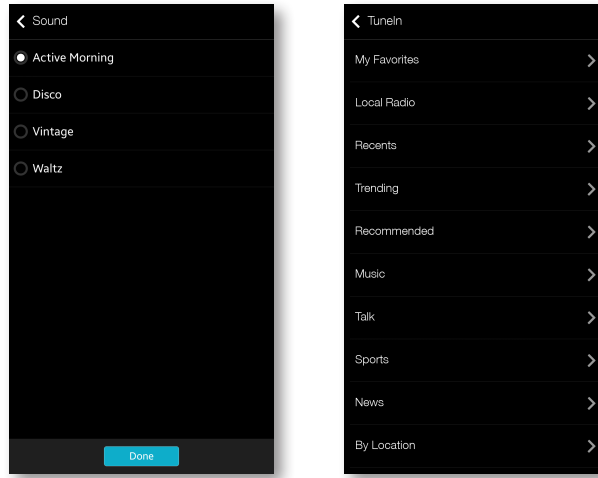 Sound
Active Morning
Disco
Vintage
Waltz
Done
TuneIn
My Favorites
Local Radio
Recents
Trending
Recommended
Music
Talk
Sports
News
By Location